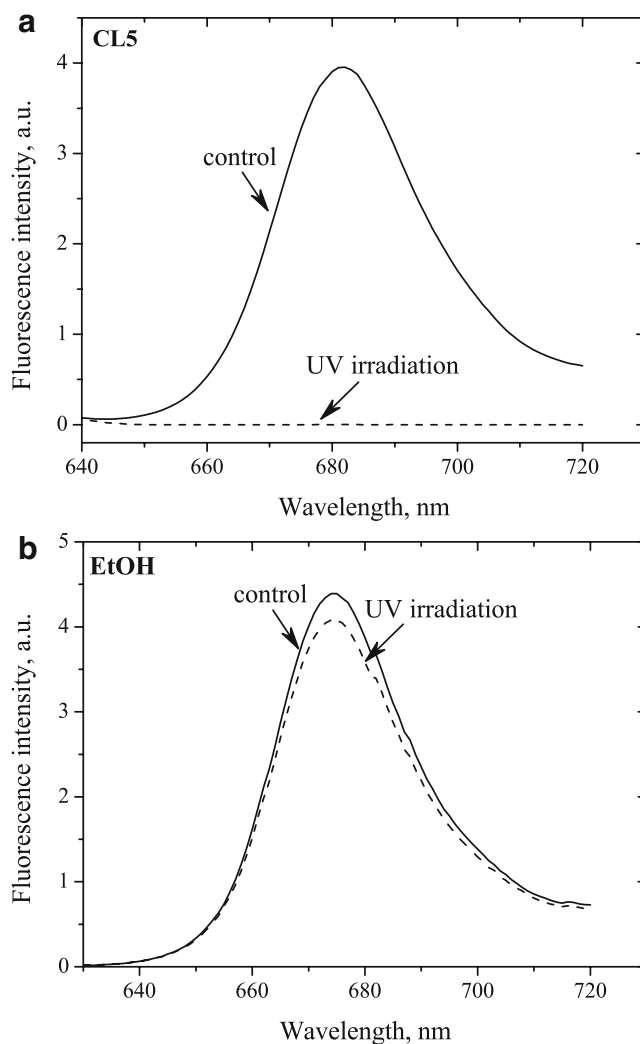 a
CL5
4
3
2
1
0
control
UV irradiation
Fluorescence intensity, a.u.
640 660 680 700 720
Wavelength, nm
b
EtOH
5
4
3
2
1
0
control
UV irradiation
Fluorescence intensity, a.u.
640 660 680 700 720
Wavelength, nm